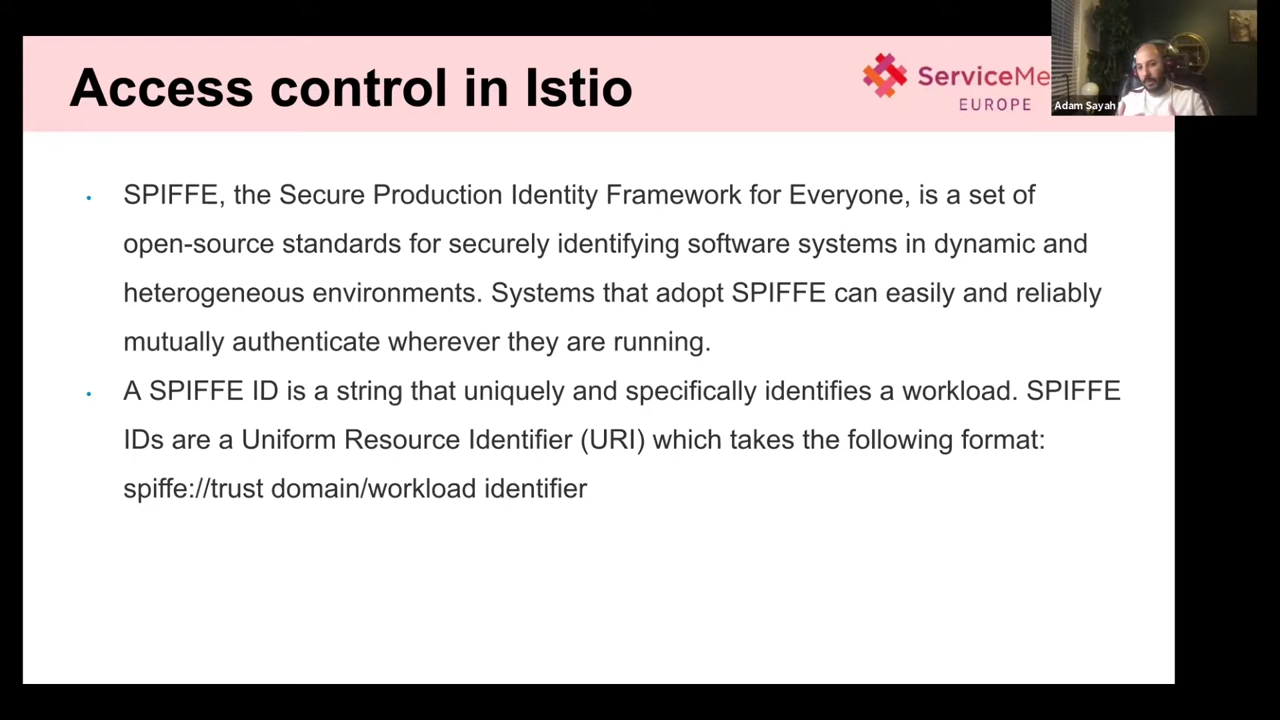 Access control in Istio
ServiceMe
EUROPE
Adam Sayah
SPIFFE, the Secure Production Identity Framework for Everyone, is a set of
open-source standards for securely identifying software systems in dynamic and
heterogeneous environments. Systems that adopt SPIFFE can easily and reliably
mutually authenticate wherever they are running.
A SPIFFE ID is a string that uniquely and specifically identifies a workload. SPIFFE
IDs are a Uniform Resource Identifier (URI) which takes the following format:
spiffe://trust domain/workload identifier